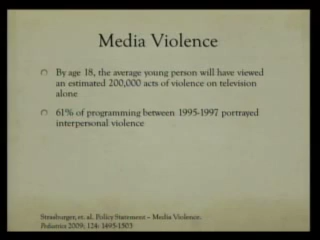 Media Violence
By age 18, the average young person will have viewed
an estimated 200,000 acts of violence on television
alone
61% of programming between 1995-1997 portrayed
interpersonal violence
Strasburger, et. al. Policy Statement – Media Violence.
Pediatrics 2009; 124: 1495-1503